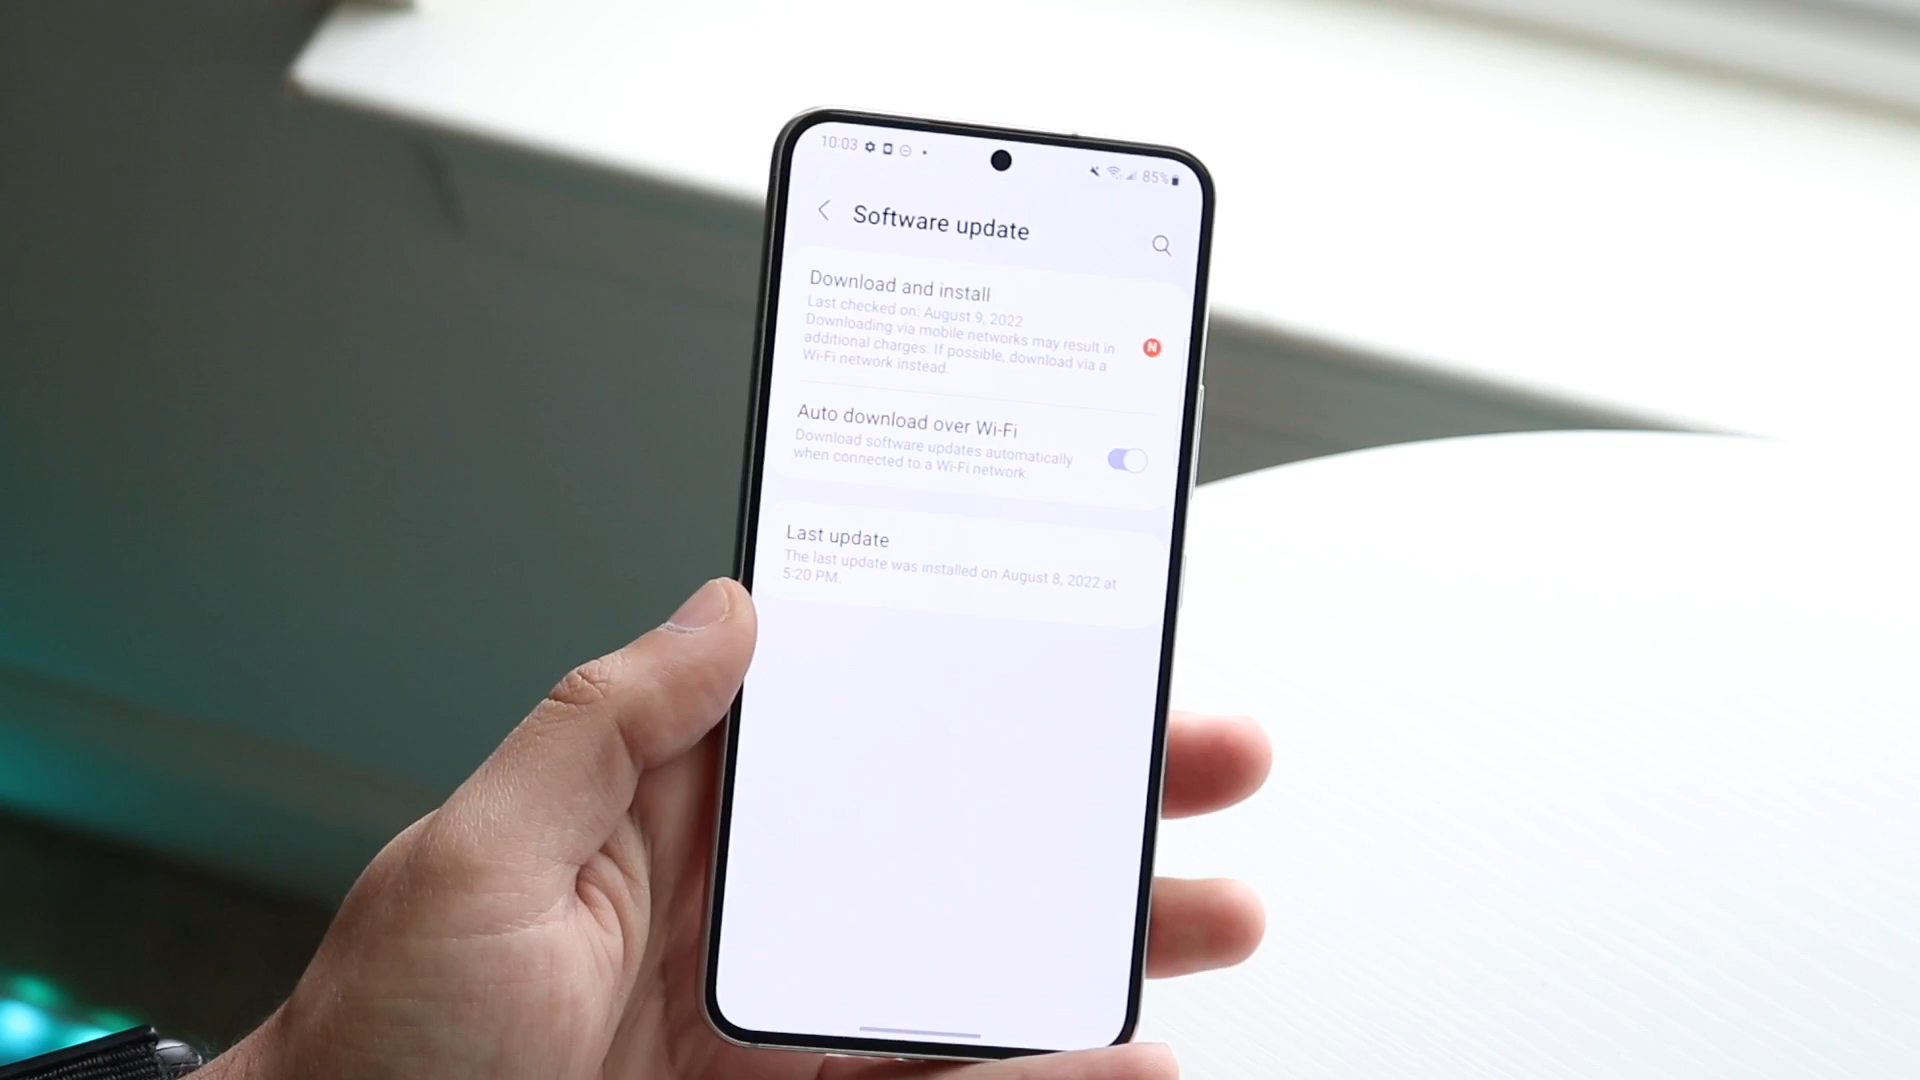 10:03 85%
Software update
Download and install
Last checked on: August 9, 2022
Downloading via mobile networks may result in
additional charges. If possible, download via a
Wi-Fi network instead.
N
Auto download over Wi-Fi
Download software updates automatically
when connected to a Wi-Fi network.
Last update
The last update was installed on August 8, 2022 at
5:20 PM.